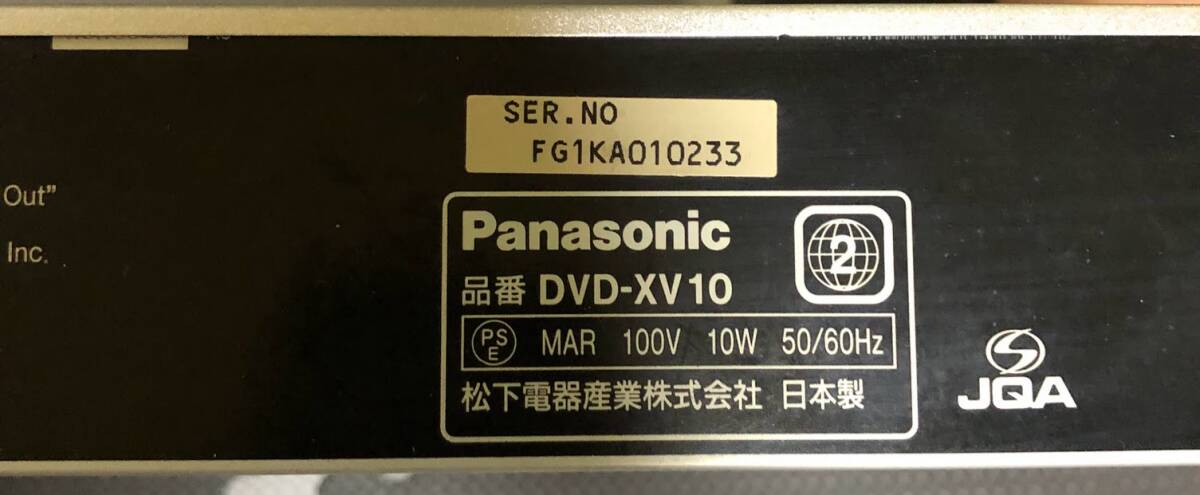 SER.NO
FG1KA010233
Out"
Inc.
Panasonic
2
品番 DVD-XV10
PSE MAR 100V 10W 50/60Hz
松下電器産業株式会社 日本製
JQA